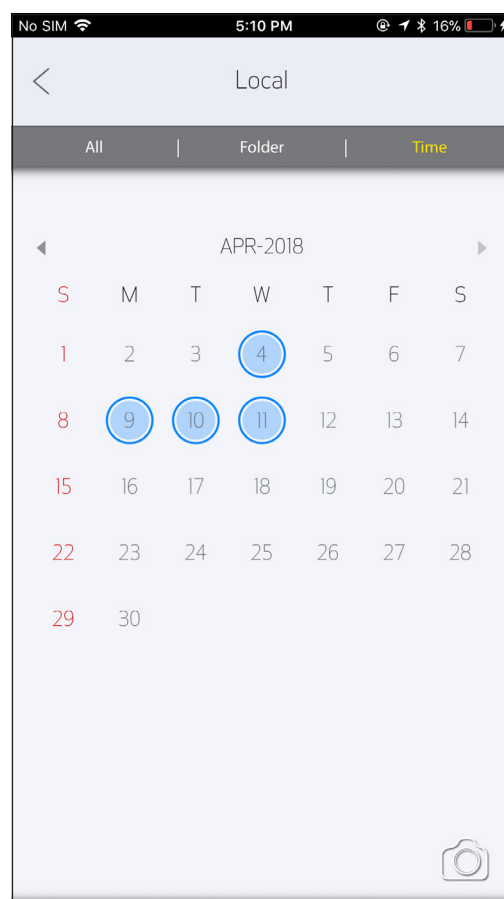 No SIM 5:10 PM 16%
Local
All | Folder | Time
APR-2018
S M T W T F S
1 2 3 4 5 6 7
8 9 10 11 12 13 14
15 16 17 18 19 20 21
22 23 24 25 26 27 28
29 30